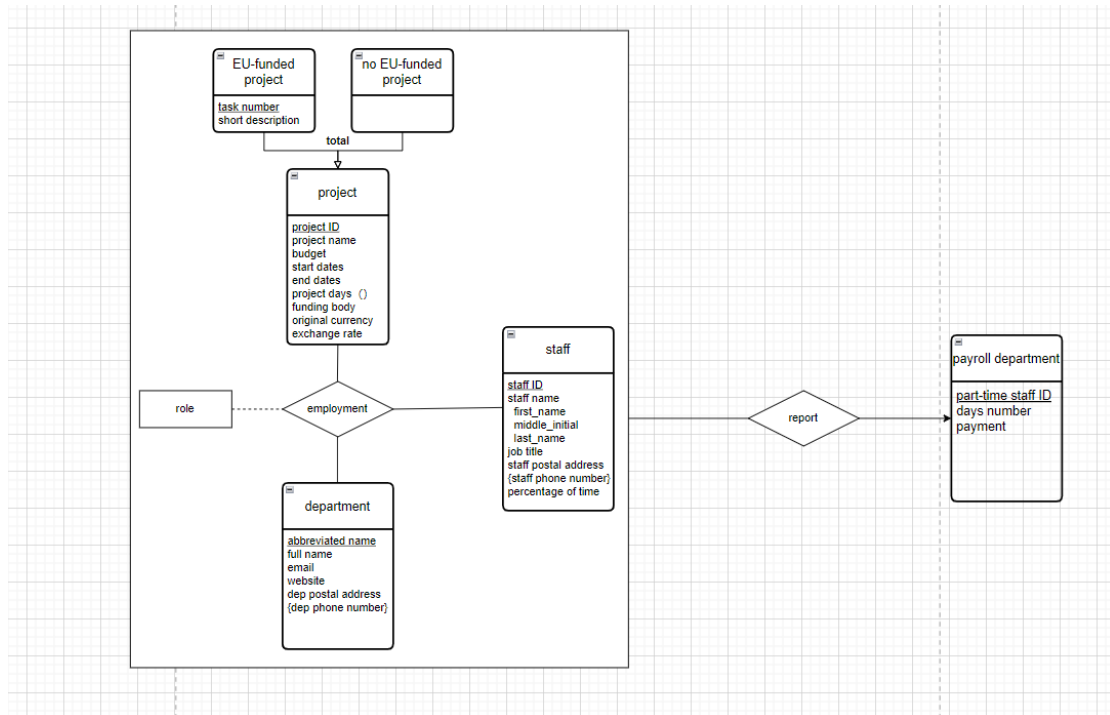 EU-funded
project
task number
short description
no EU-funded
project
total
project
project ID
project name
budget
start dates
end dates
project days ()
funding body
original currency
exchange rate
role
employment
staff
staff ID
staff name
first_name
middle_initial
last_name
job title
staff postal address
{staff phone number}
percentage of time
department
abbreviated name
full name
email
website
dep postal address
{dep phone number}
report
payroll department
part-time staff ID
days number
payment